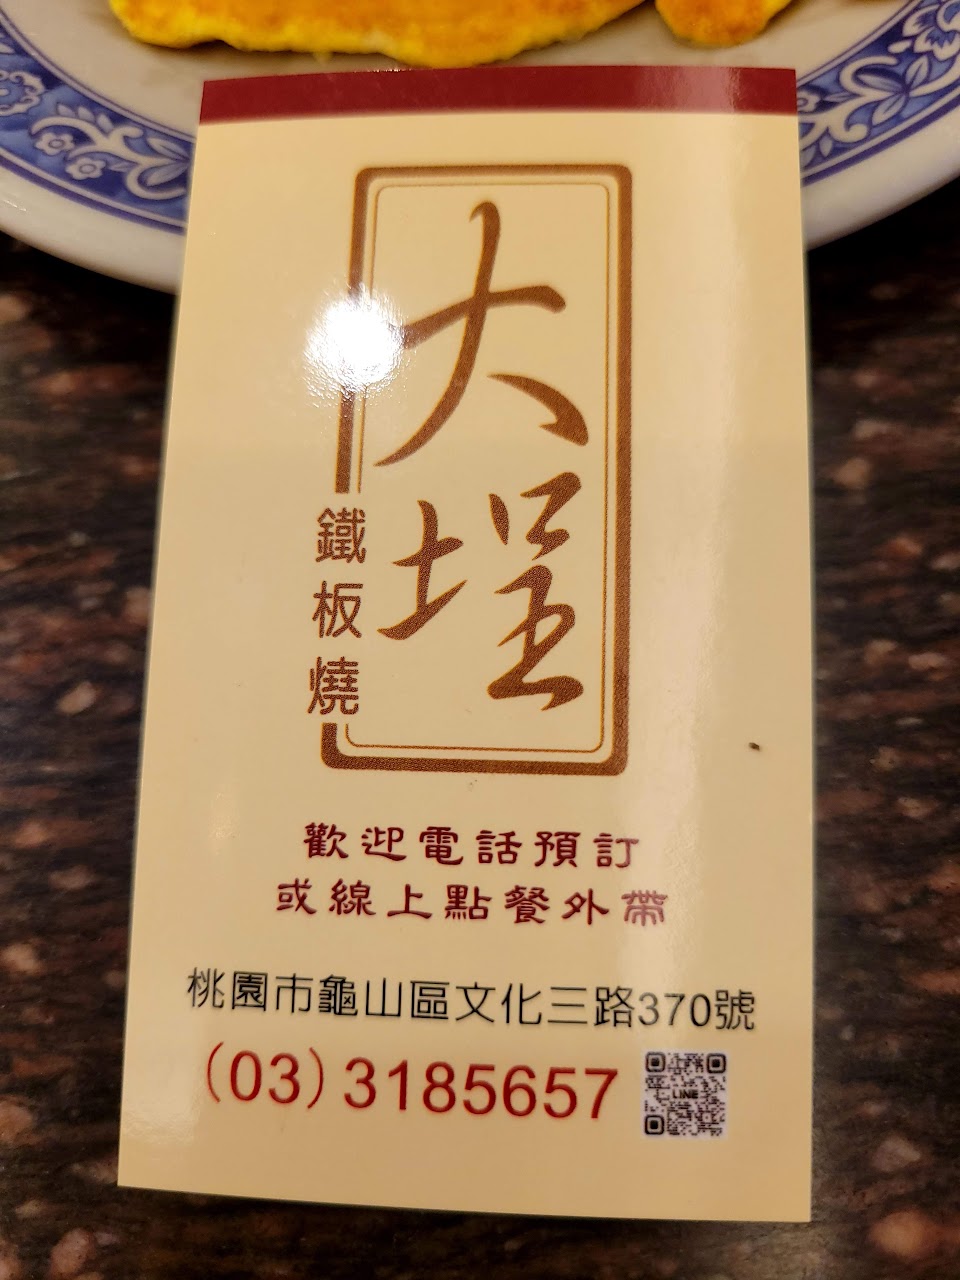 大埕
鐵板燒
歡迎電話預訂
或線上點餐外帶
桃園市龜山區文化三路370號
(03)3185657
LINE